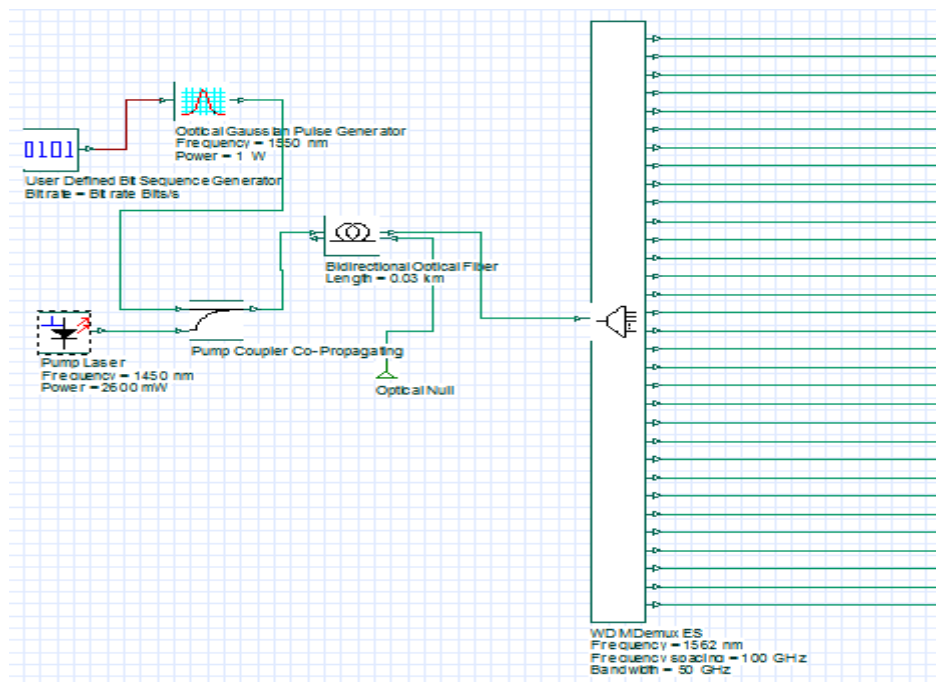 Optical Gaussian Pulse Generator
Frequency = 1550 nm
Power = 1 W
0101
User Defined Bit Sequence Generator
Bit rate = Bit rate Bits/s
Bidirectional Optical Fiber
Length = 0.03 km
Pump Coupler Co-Propagating
Pump Laser
Frequency = 1450 nm
Power = 2600 mW
Optical Null
WDM Demux ES
Frequency = 1562 nm
Frequency spacing = 100 GHz
Bandwidth = 50 GHz